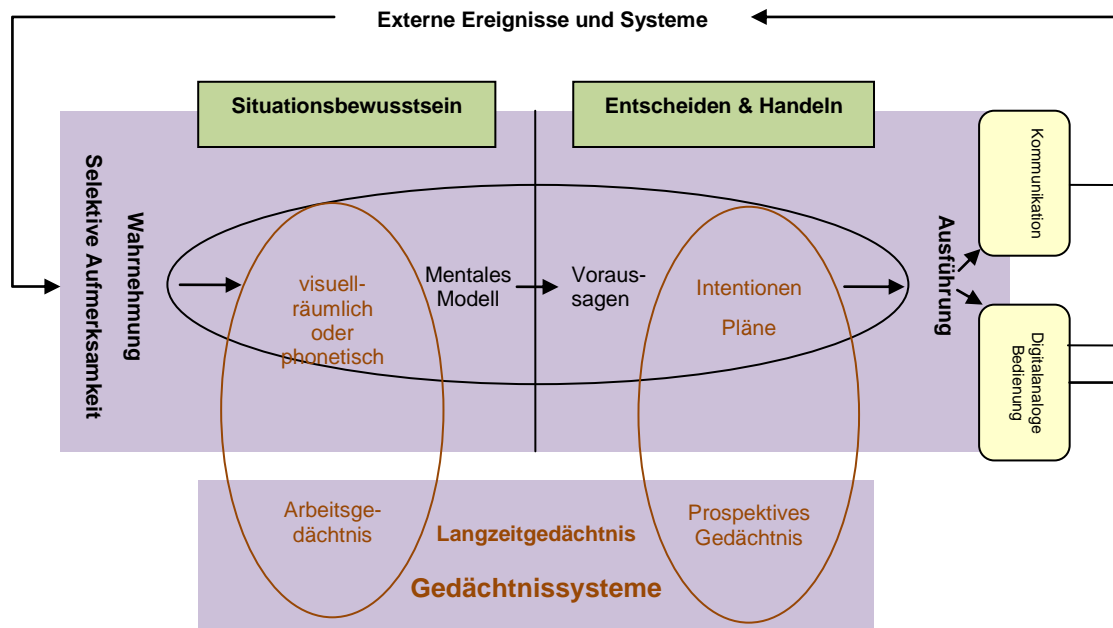 Externe Ereignisse und Systeme
Situationsbewusstsein
Entscheiden & Handeln
Selektive Aufmerksamkeit
Wahrnehmung
visuell-
räumlich
oder
phonetisch
Mentales
Modell
Voraus-
sagen
Intentionen
Pläne
Ausführung
Kommunikation
Digitalanaloge
Bedienung
Arbeitsge-
dächtnis
Langzeitgedächtnis
Prospektives
Gedächtnis
Gedächtnissysteme